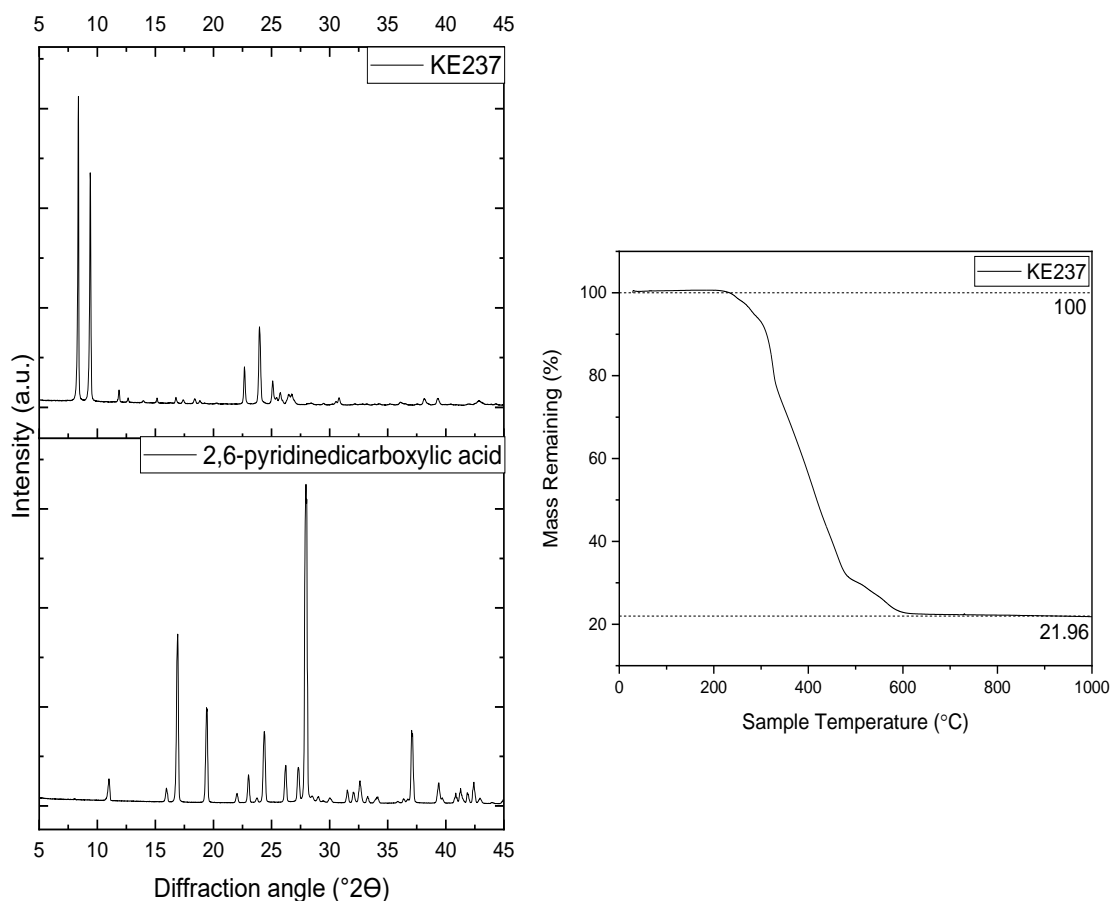 5 10 15 20 25 30 35 40 45
KE237
Intensity (a.u.)
2,6-pyridinedicarboxylic acid
5 10 15 20 25 30 35 40 45
Diffraction angle (°2Θ)
KE237
100
100
80
60
40
20
21.96
Mass Remaining (%)
0 200 400 600 800 1000
Sample Temperature (°C)